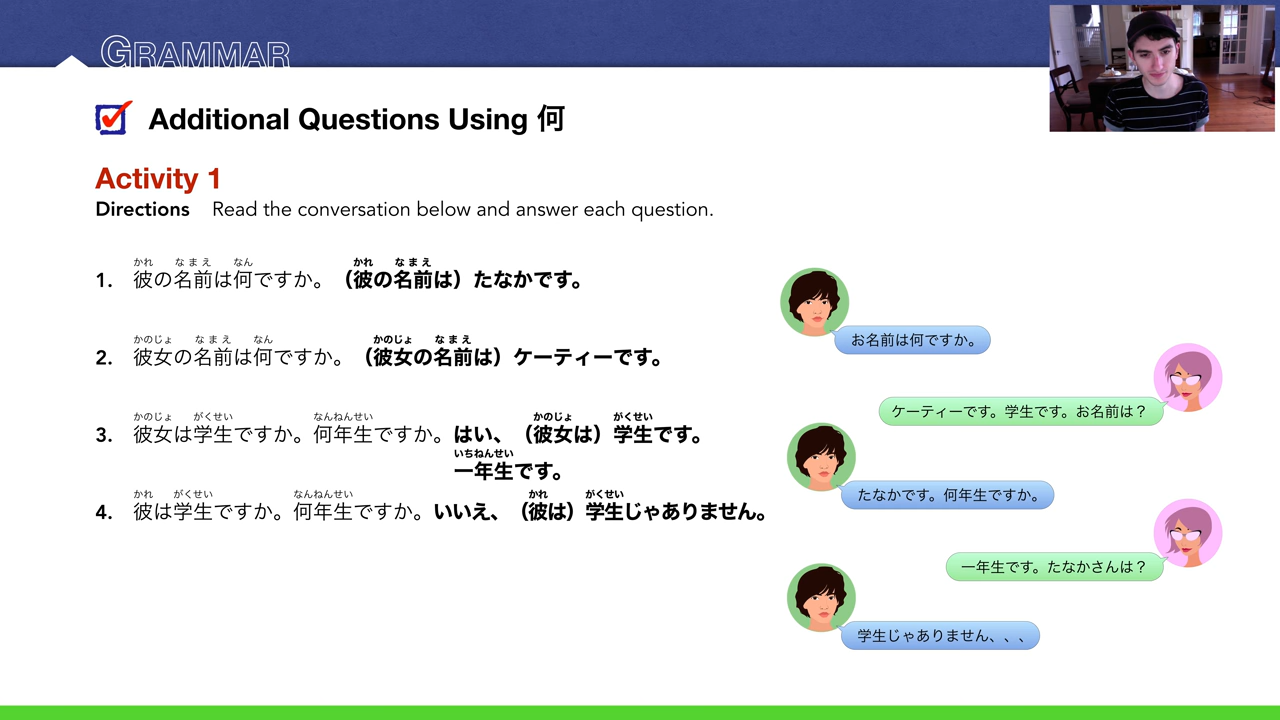 GRAMMAR
Additional Questions Using 何
Activity 1
Directions Read the conversation below and answer each question.
かれ なまえ なん かれ なまえ
1. 彼の名前は何ですか。（彼の名前は）たなかです。
かのじょ なまえ なん かのじょ なまえ
2. 彼女の名前は何ですか。（彼女の名前は）ケーティーです。
かのじょ がくせい なんねんせい かのじょ がくせい
3. 彼女は学生ですか。何年生ですか。はい、（彼女は）学生です。
いちねんせい
一年生です。
かれ がくせい なんねんせい かれ がくせい
4. 彼は学生ですか。何年生ですか。いいえ、（彼は）学生じゃありません。
お名前は何ですか。
ケーティーです。学生です。お名前は？
たなかです。何年生ですか。
一年生です。たなかさんは？
学生じゃありません、、、